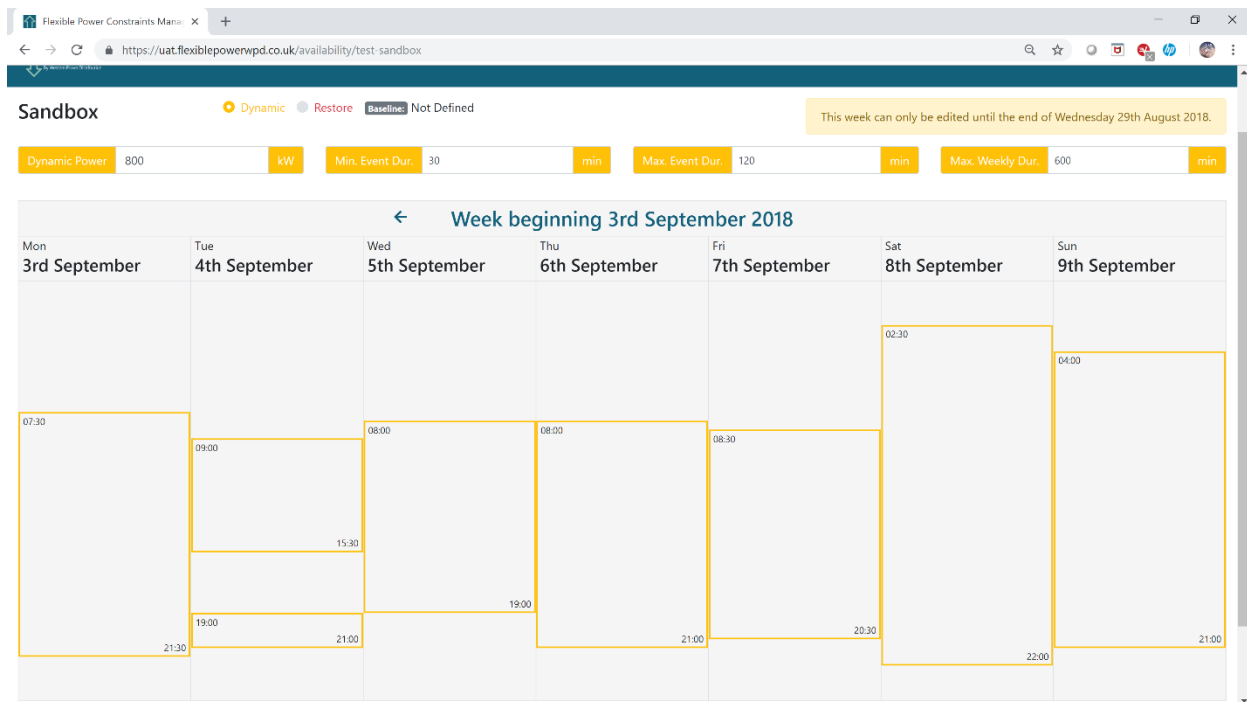 Flexible Power Constraints Mana
https://uat.flexiblepowerwpd.co.uk/availability/test-sandbox
By Western Power Distribution
Sandbox
Dynamic Restore Baseline: Not Defined
This week can only be edited until the end of Wednesday 29th August 2018.
Dynamic Power 800 kW Min. Event Dur. 30 min Max. Event Dur. 120 min Max. Weekly Dur. 600 min
Week beginning 3rd September 2018
Mon Tue Wed Thu Fri Sat Sun
3rd September 4th September 5th September 6th September 7th September 8th September 9th September
02:30
04:00
07:30
08:00 08:00
08:30
09:00
15:30
19:00
19:00
20:30
21:00 21:00 21:00
21:30
22:00